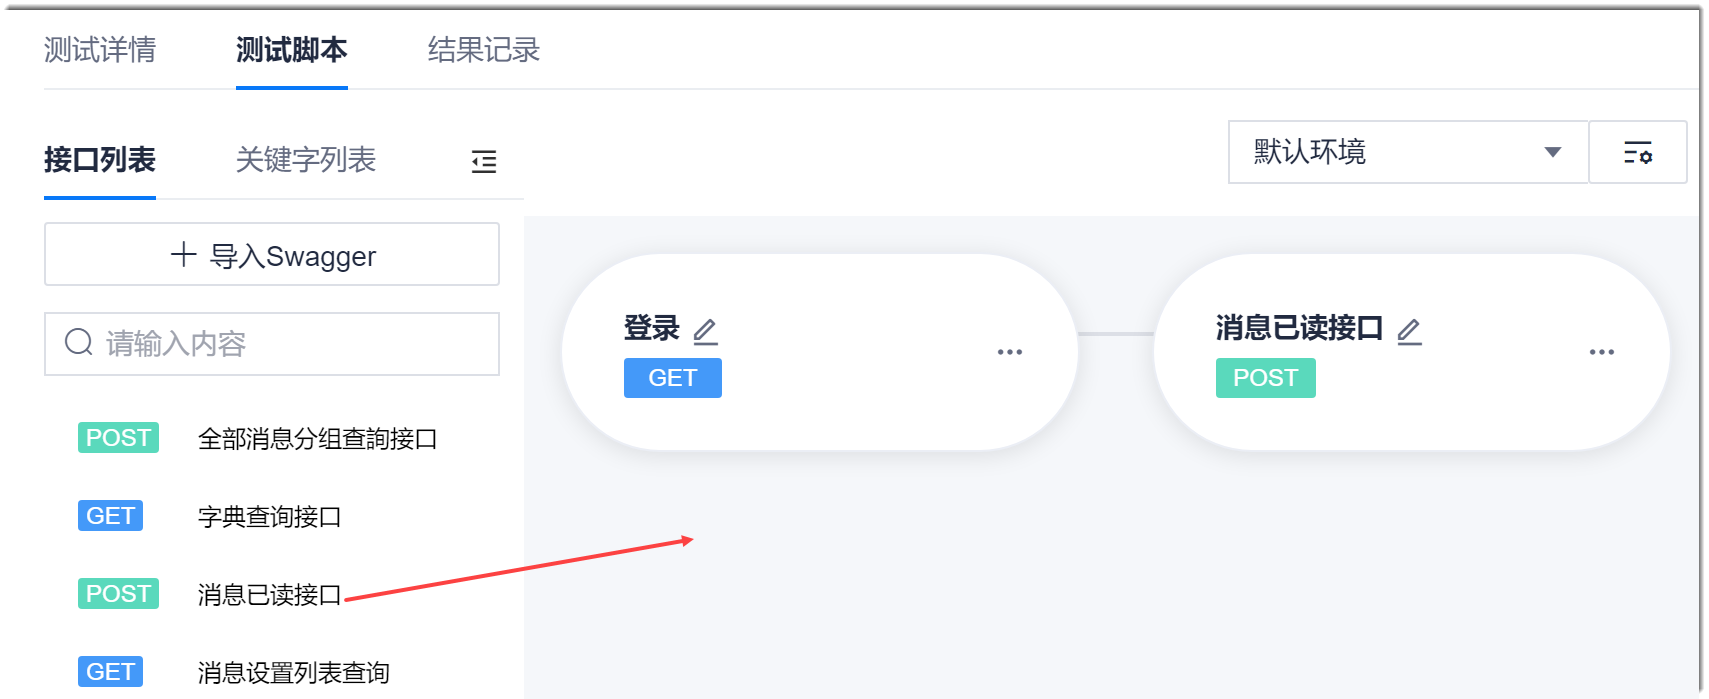 测试详情 测试脚本 结果记录
接口列表 关键字列表
默认环境
导入Swagger
请输入内容
POST 全部消息分组查詢接口
GET 字典查询接口
POST 消息已读接口
GET 消息设置列表查询
登录
GET
消息已读接口
POST